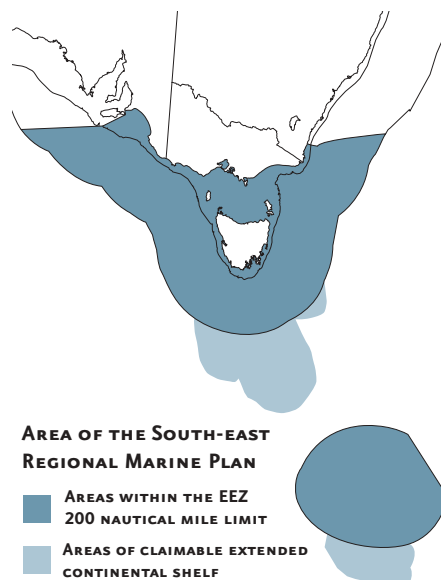 Area of the South-east
Regional Marine Plan
Areas within the EEZ
200 nautical mile limit
Areas of claimable extended
continental shelf